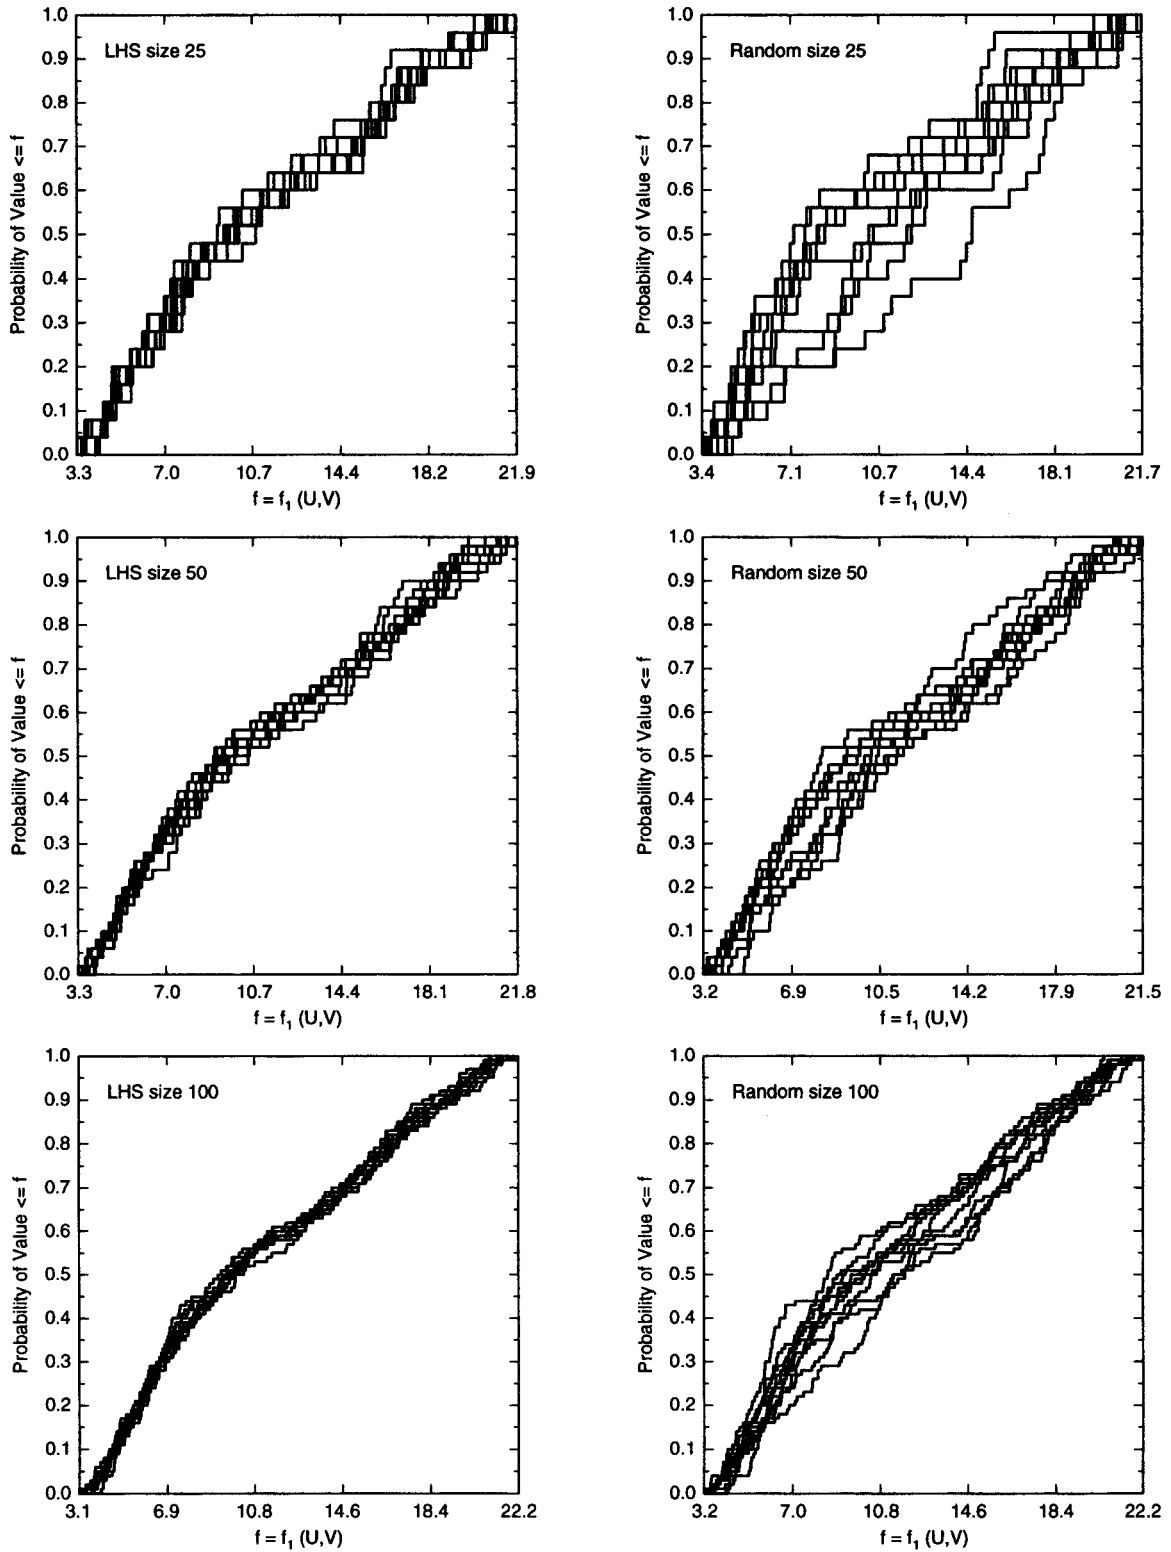 LHS size 25
Probability of Value <= f
1.0
0.9
0.8
0.7
0.6
0.5
0.4
0.3
0.2
0.1
0.0
3.3 7.0 10.7 14.4 18.2 21.9
f = f1 (U,V)
Random size 25
Probability of Value <= f
1.0
0.9
0.8
0.7
0.6
0.5
0.4
0.3
0.2
0.1
0.0
3.4 7.1 10.7 14.4 18.1 21.7
f = f1 (U,V)
LHS size 50
Probability of Value <= f
1.0
0.9
0.8
0.7
0.6
0.5
0.4
0.3
0.2
0.1
0.0
3.3 7.0 10.7 14.4 18.1 21.8
f = f1 (U,V)
Random size 50
Probability of Value <= f
1.0
0.9
0.8
0.7
0.6
0.5
0.4
0.3
0.2
0.1
0.0
3.2 6.9 10.5 14.2 17.9 21.5
f = f1 (U,V)
LHS size 100
Probability of Value <= f
1.0
0.9
0.8
0.7
0.6
0.5
0.4
0.3
0.2
0.1
0.0
3.1 6.9 10.8 14.6 18.4 22.2
f = f1 (U,V)
Random size 100
Probability of Value <= f
1.0
0.9
0.8
0.7
0.6
0.5
0.4
0.3
0.2
0.1
0.0
3.2 7.0 10.8 14.6 18.4 22.2
f = f1 (U,V)